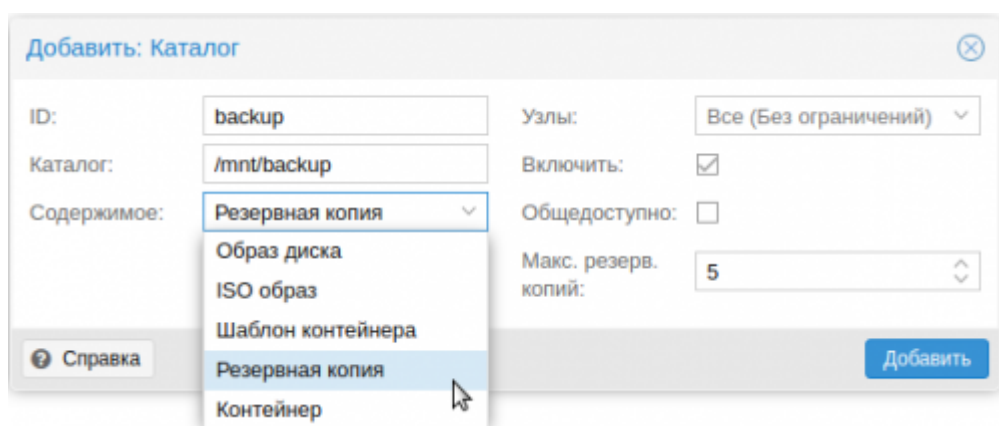 Добавить: Каталог
ID: backup Узлы: Все (Без ограничений)
Каталог: /mnt/backup Включить:
Содержимое: Резервная копия Общедоступно:
Образ диска
Макс. резерв.
копий: 5
ISO образ
Шаблон контейнера
Справка Резервная копия Добавить
Контейнер